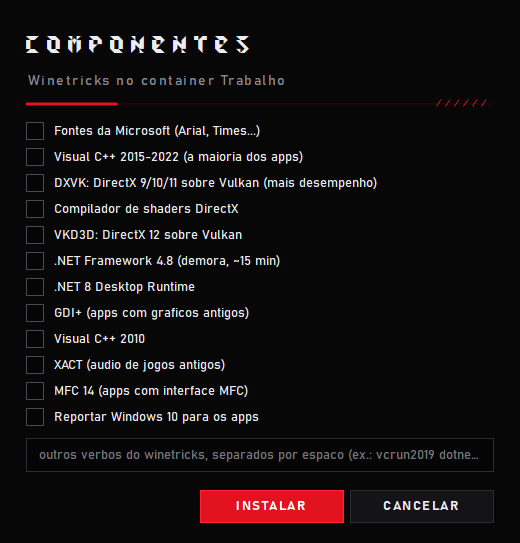 COMPONENTES
Winetricks no container Trabalho
Fontes da Microsoft (Arial, Times...)
Visual C++ 2015-2022 (a maioria dos apps)
DXVK: DirectX 9/10/11 sobre Vulkan (mais desempenho)
Compilador de shaders DirectX
VKD3D: DirectX 12 sobre Vulkan
.NET Framework 4.8 (demora, ~15 min)
.NET 8 Desktop Runtime
GDI+ (apps com graficos antigos)
Visual C++ 2010
XACT (audio de jogos antigos)
MFC 14 (apps com interface MFC)
Reportar Windows 10 para os apps
outros verbos do winetricks, separados por espaco (ex.: vcrun2019 dotne...
INSTALAR
CANCELAR